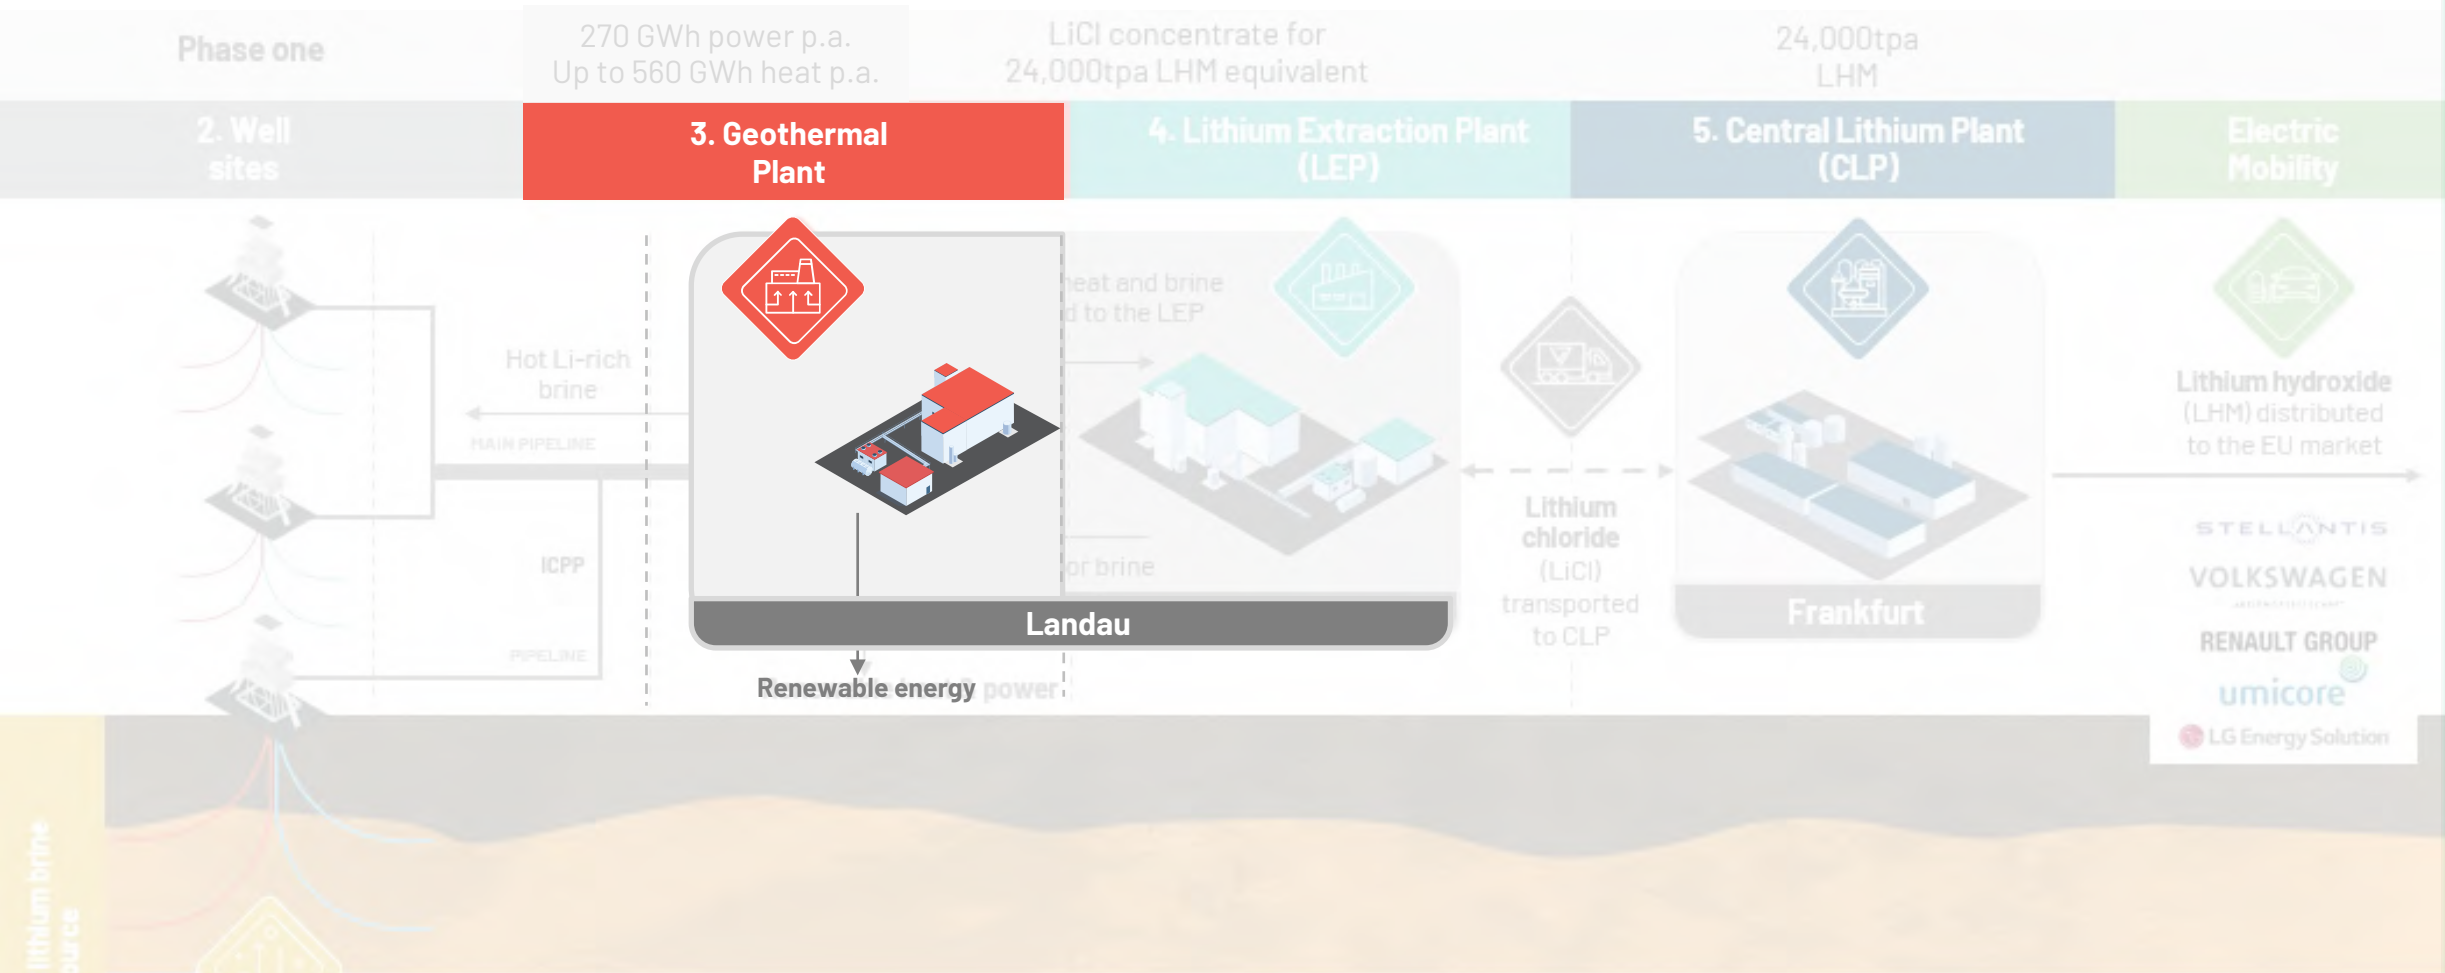 Phase one
270 GWh power p.a.
Up to 560 GWh heat p.a.
LiCl concentrate for
24,000tpa LHM equivalent
24,000tpa
LHM
2. Well
sites
3. Geothermal
Plant
4. Lithium Extraction Plant
(LEP)
5. Central Lithium Plant
(CLP)
Electric
Mobility
Hot Li-rich
brine
MAIN PIPELINE
ICPP
PIPELINE
heat and brine
d to the LEP
or brine
Landau
Renewable energy
& power
Lithium
chloride
(LiCl)
transported
to CLP
Frankfurt
Lithium hydroxide
(LHM) distributed
to the EU market
STELLANTIS
VOLKSWAGEN
RENAULT GROUP
umicore
LG Energy Solution
lithium brine
ource